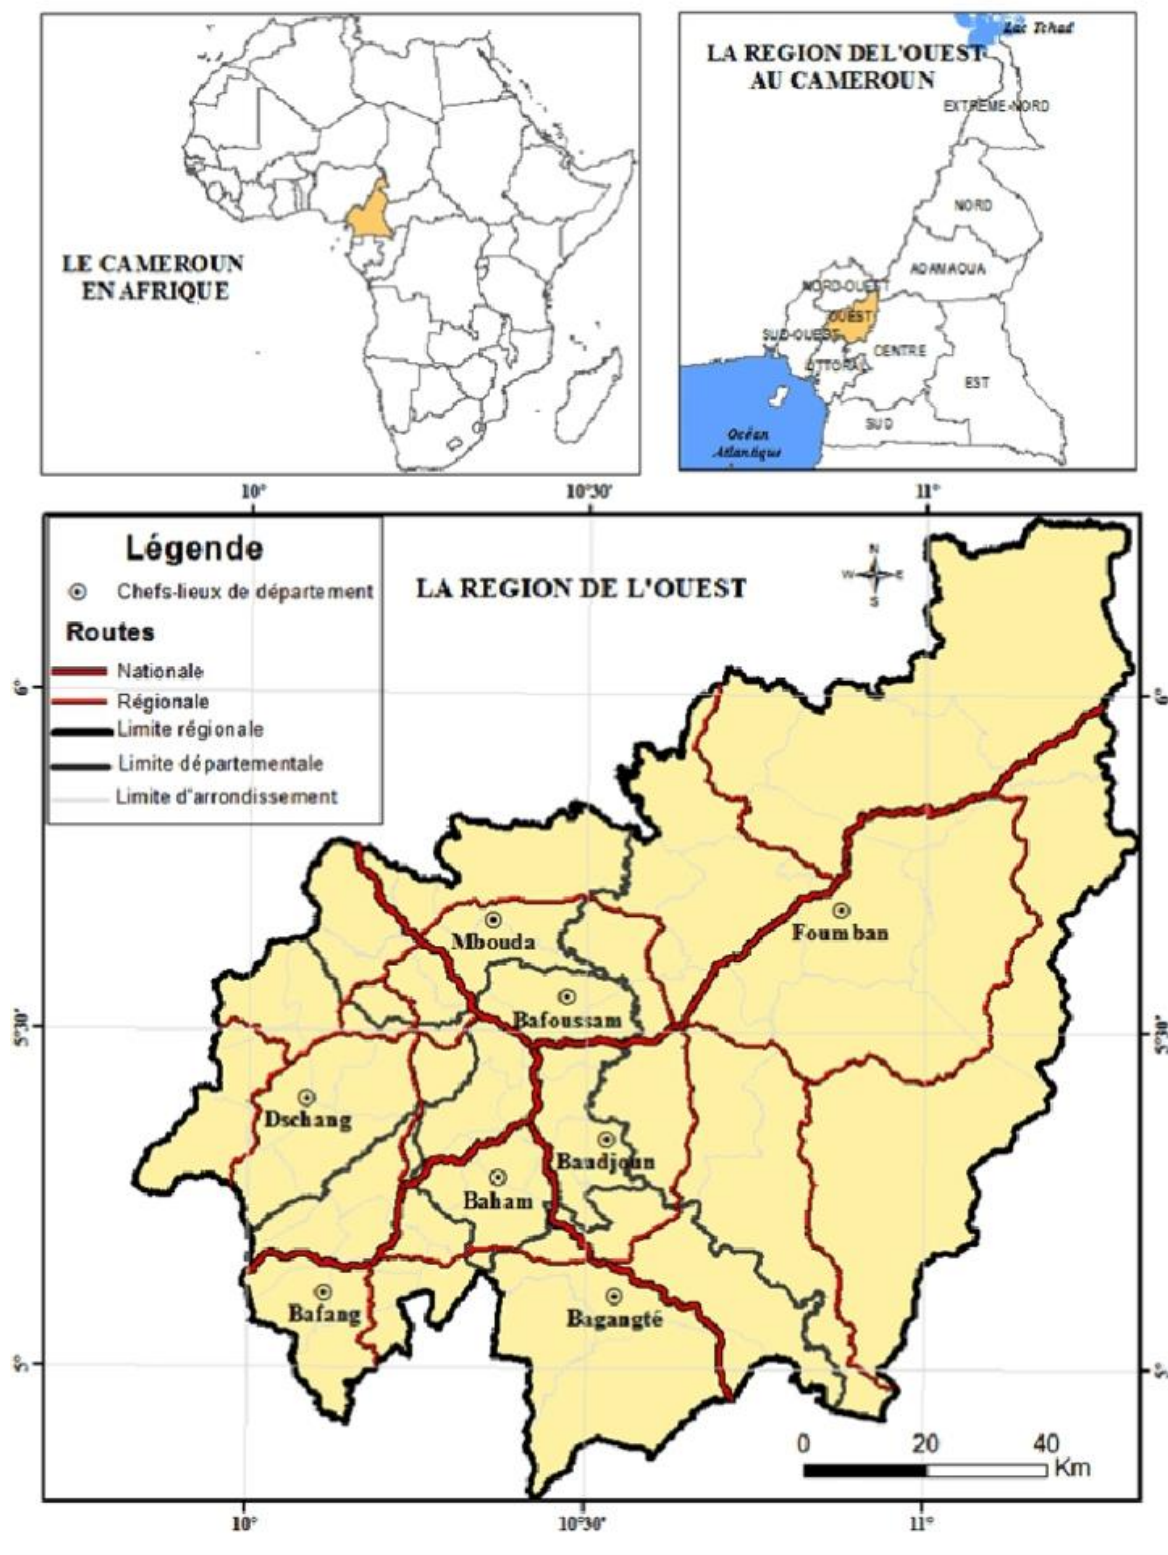 LE CAMEROUN
EN AFRIQUE
LA REGION DEL'OUEST
AU CAMEROUN
Lac Tchad
EXTRÊME-NORD
NORD
ADAMAOUA
NORD-OUEST
OUEST
SUD-OUEST
CENTRE
LITTORAL
EST
SUD
Océan
Atlantique
10°
10°30'
11°
Légende
Chefs-lieux de département
Routes
Nationale
Régionale
Limite régionale
Limite départementale
Limite d'arrondissement
LA REGION DE L'OUEST
N
W
E
S
6°
6°
Mbouda
Foumban
Bafoussam
5°30'
5°30'
Dschang
Baudjoun
Baham
Bafang
Bagangté
5°
5°
0
20
40
Km
10°
10°30'
11°